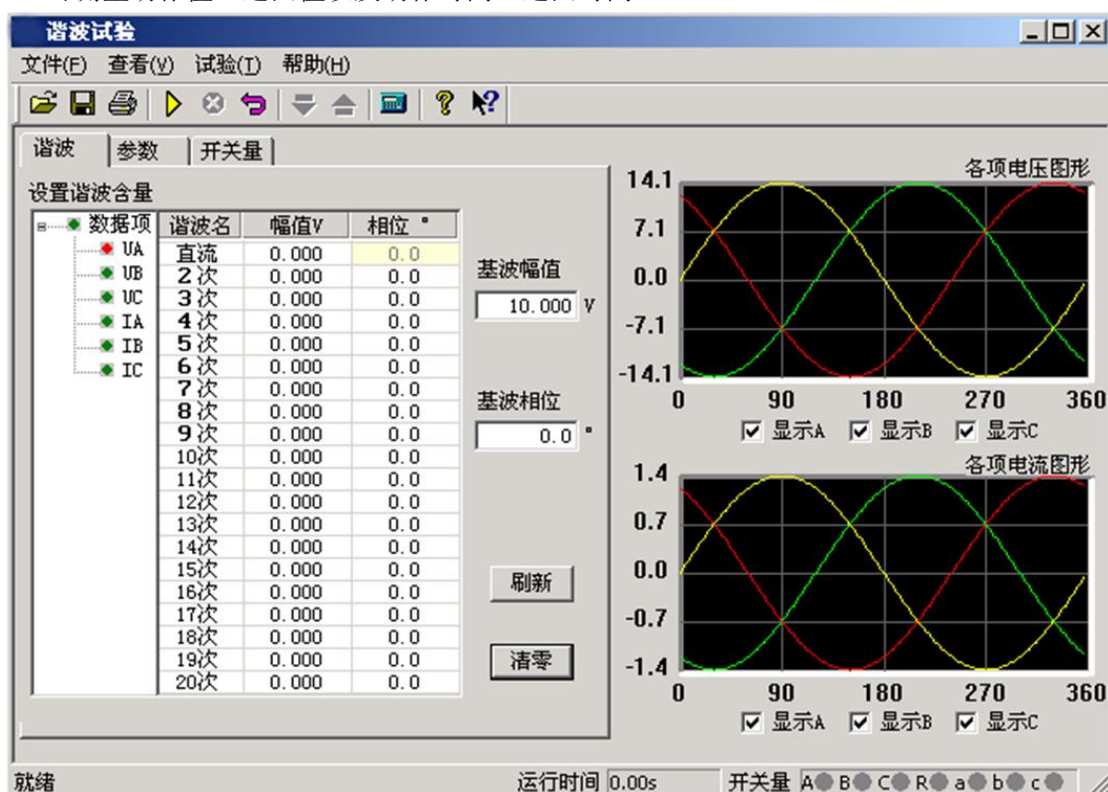 谐波试验
文件(F) 查看(V) 试验(T) 帮助(H)
谐波 参数 开关量
设置谐波含量
数据项
UA
UB
UC
IA
IB
IC
谐波名 幅值V 相位 °
直流 0.000 0.0
2次 0.000 0.0
3次 0.000 0.0
4次 0.000 0.0
5次 0.000 0.0
6次 0.000 0.0
7次 0.000 0.0
8次 0.000 0.0
9次 0.000 0.0
10次 0.000 0.0
11次 0.000 0.0
12次 0.000 0.0
13次 0.000 0.0
14次 0.000 0.0
15次 0.000 0.0
16次 0.000 0.0
17次 0.000 0.0
18次 0.000 0.0
19次 0.000 0.0
20次 0.000 0.0
基波幅值
10.000 V
基波相位
0.0 °
刷新
清零
各项电压图形
14.1
7.1
0.0
-7.1
-14.1
0 90 180 270 360
显示A 显示B 显示C
各项电流图形
1.4
0.7
0.0
-0.7
-1.4
0 90 180 270 360
显示A 显示B 显示C
就绪 运行时间 0.00s 开关量 A B C R a b c